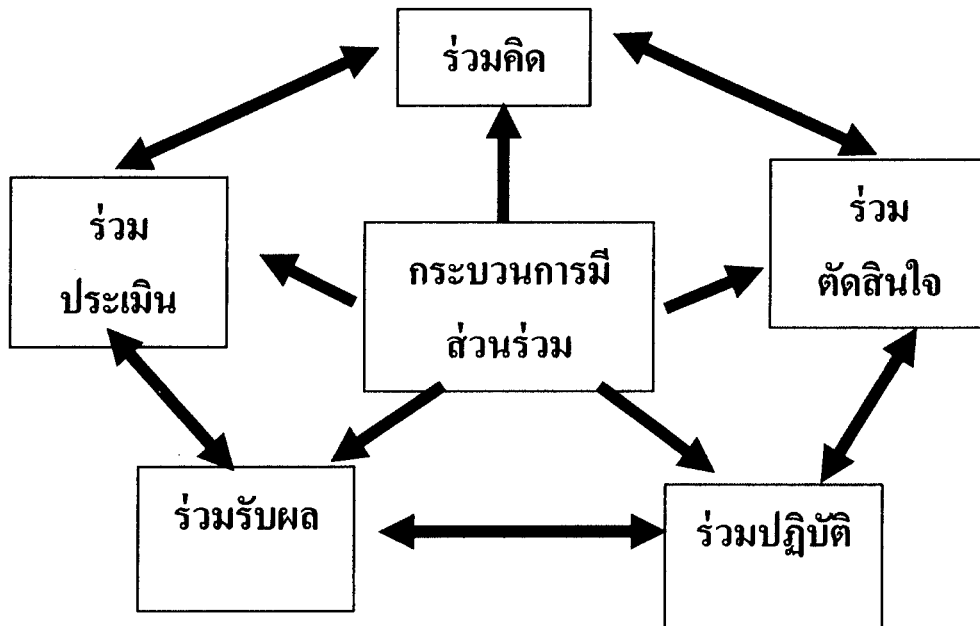 ร่วมคิด
ร่วม
ประเมิน
กระบวนการมี
ส่วนร่วม
ร่วม
ตัดสินใจ
ร่วมรับผล
ร่วมปฏิบัติ